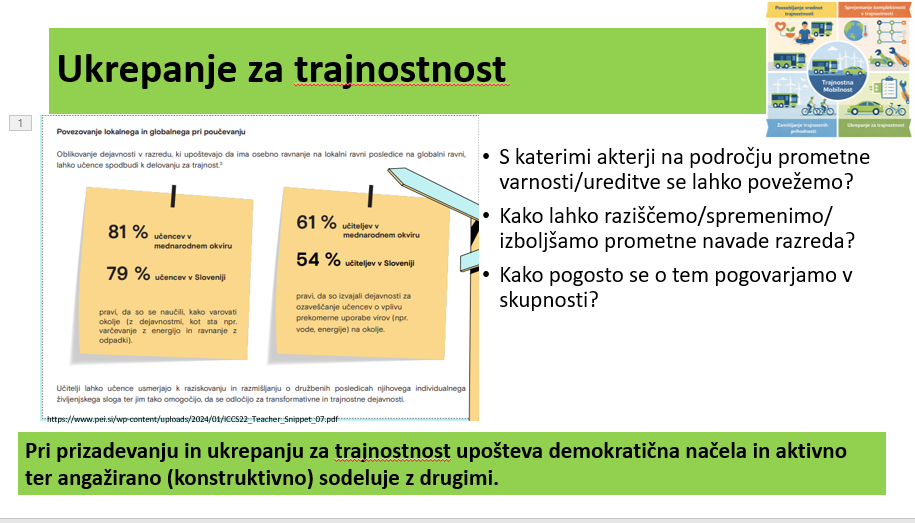 Ukrepanje za trajnostnost
Spreminjanje kompleksnosti
v trajnostnosti
Trajnostna
Mobilnost
Ukrepanje za trajnostnost
1
Povezovanje lokalnega in globalnega pri poučevanju
Oblikovanje dejavnosti v razredu, ki upoštevajo da ima osebno ravnanje na lokalni ravni posledice na globalni ravni,
lahko učence spodbudi k delovanju za trajnost.⁵
81 % učencev v
mednarodnem okviru
79 % učencev v Sloveniji
pravi, da so se naučili, kako varovati
okolje (z dejavnostmi, kot sta npr.
varčevanje z energijo in ravnanje z
odpadki).
61 % učiteljev v
mednarodnem okviru
54 % učiteljev v Sloveniji
pravi, da so izvajali dejavnosti za
ozaveščanje učencev o vplivu
prekomerne uporabe virov (npr.
vode, energije) na okolje.
Učitelji lahko učence usmerjajo k raziskovanju in razmišljanju o družbenih posledicah njihovega individualnega
življenjskega sloga ter jim tako omogočijo, da se odločijo za transformativne in trajnostne dejavnosti.
https://www.pei.si/wp-content/uploads/2024/01/ICCS22_Teacher_Snippet_07.pdf
• S katerimi akterji na področju prometne
varnosti/ureditve se lahko povežemo?
• Kako lahko raziščemo/spremenimo/
izboljšamo prometne navade razreda?
• Kako pogosto se o tem pogovarjamo v
skupnosti?
Pri prizadevanju in ukrepanju za trajnostnost upošteva demokratična načela in aktivno
ter angažirano (konstruktivno) sodeluje z drugimi.